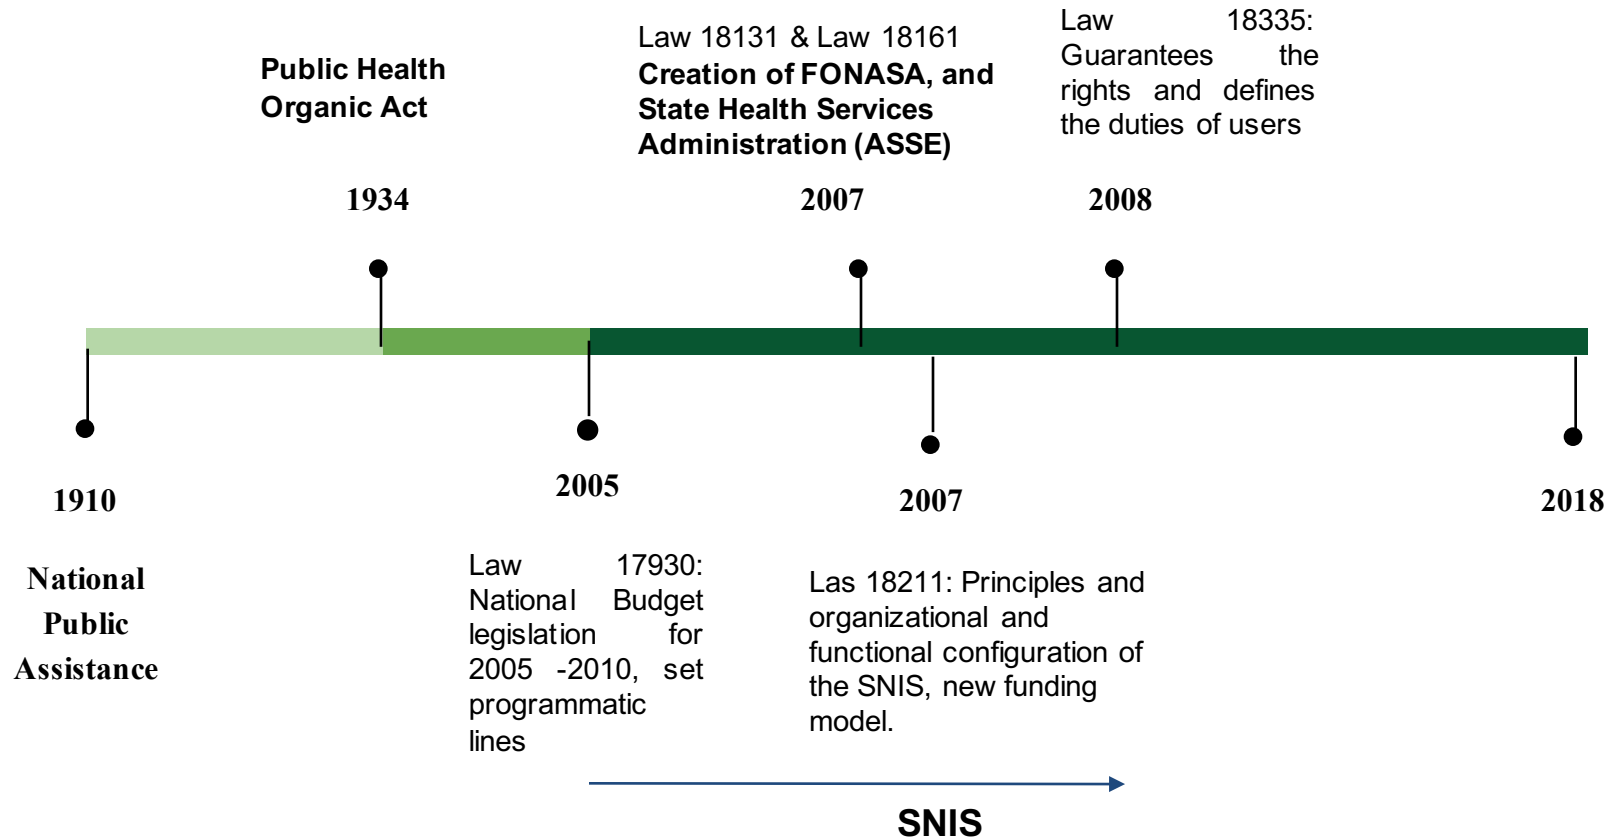 Public Health
Organic Act
1934
Law 18131 & Law 18161
Creation of FONASA, and
State Health Services
Administration (ASSE)
2007
Law 18335:
Guarantees the
rights and defines
the duties of users
2008
1910
National
Public
Assistance
2005
Law 17930:
National Budget
legislation for
2005 -2010, set
programmatic
lines
2007
Las 18211: Principles and
organizational and
functional configuration of
the SNIS, new funding
model.
2018
SNIS